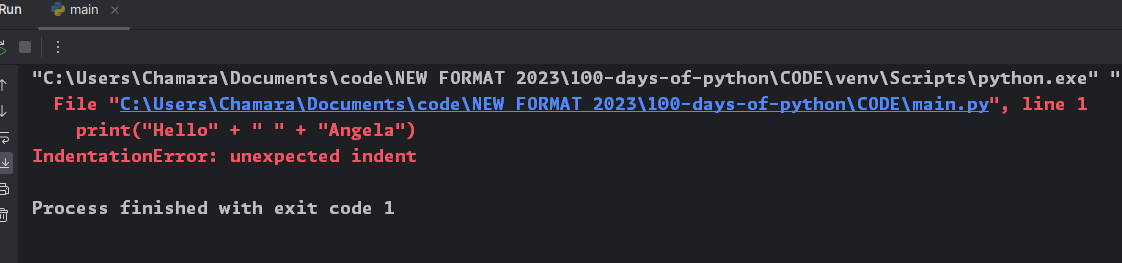 Run
main
"C:\Users\Chamara\Documents\code\NEW FORMAT 2023\100-days-of-python\CODE\venv\Scripts\python.exe" "
File "C:\Users\Chamara\Documents\code\NEW FORMAT 2023\100-days-of-python\CODE\main.py", line 1
print("Hello" + " " + "Angela")
IndentationError: unexpected indent
Process finished with exit code 1